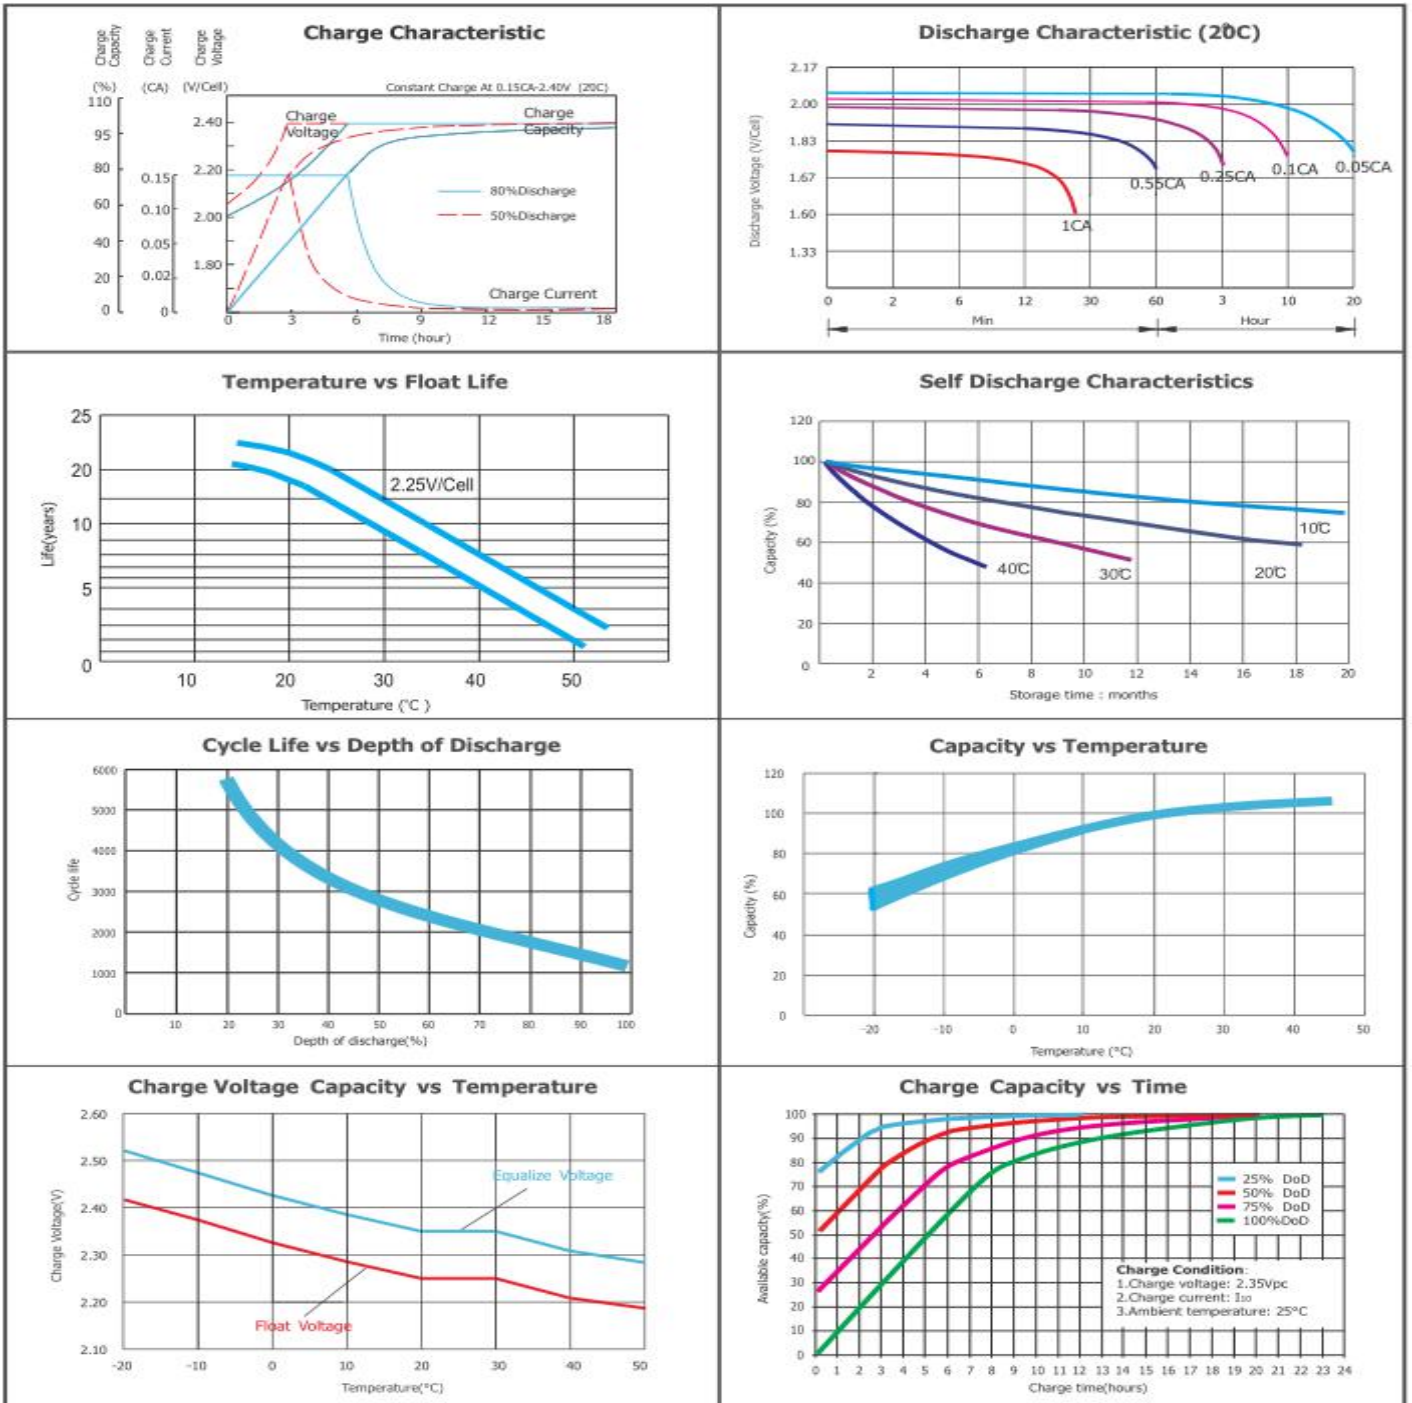 Charge Characteristic
Charge Capacity
Charge Current
Charge Voltage
(%) (CA) (V/Cell)
Constant Charge At 0.15CA-2.40V (20C)
110
95
80
60
40
20
0
0.15
0.10
0.05
0.02
0
2.40
2.20
2.00
1.80
Charge Voltage
Charge Capacity
80%Discharge
50%Discharge
Charge Current
0 3 6 9 12 15 18
Time (hour)
Discharge Characteristic (20℃)
Discharge Voltage (V/Cell)
2.17
2.00
1.83
1.67
1.60
1.33
1CA
0.55CA
0.25CA
0.1CA
0.05CA
0 2 6 12 30 60 3 10 20
Min Hour
Temperature vs Float Life
Life(years)
25
20
10
5
0
2.25V/Cell
10 20 30 40 50
Temperature (℃ )
Self Discharge Characteristics
Capacity (%)
120
100
80
60
40
20
0
10℃
20℃
30℃
40℃
2 4 6 8 10 12 14 16 18 20
Storage time : months
Cycle Life vs Depth of Discharge
Cycle life
6000
5000
4000
3000
2000
1000
0
10 20 30 40 50 60 70 80 90 100
Depth of discharge(%)
Capacity vs Temperature
Capacity (%)
120
100
80
60
40
20
0
-20 -10 0 10 20 30 40 50
Temperature (°C)
Charge Voltage Capacity vs Temperature
Charge Voltage(V)
2.60
2.50
2.40
2.30
2.20
2.10
Equalize Voltage
Float Voltage
-20 -10 0 10 20 30 40 50
Temperature(°C)
Charge Capacity vs Time
Available capacity(%)
100
90
80
70
60
50
40
30
20
10
0
25% DoD
50% DoD
75% DoD
100%DoD
Charge Condition:
1.Charge voltage: 2.35Vpc
2.Charge current: I₁₀
3.Ambient temperature: 25°C
0 1 2 3 4 5 6 7 8 9 10 11 12 13 14 15 16 17 18 19 20 21 22 23 24
Charge time(hours)